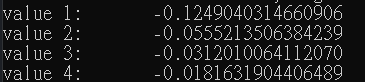 value 1: -0.1249040314660906
value 2: -0.0555213506384239
value 3: -0.0312010064112070
value 4: -0.0181631904406489